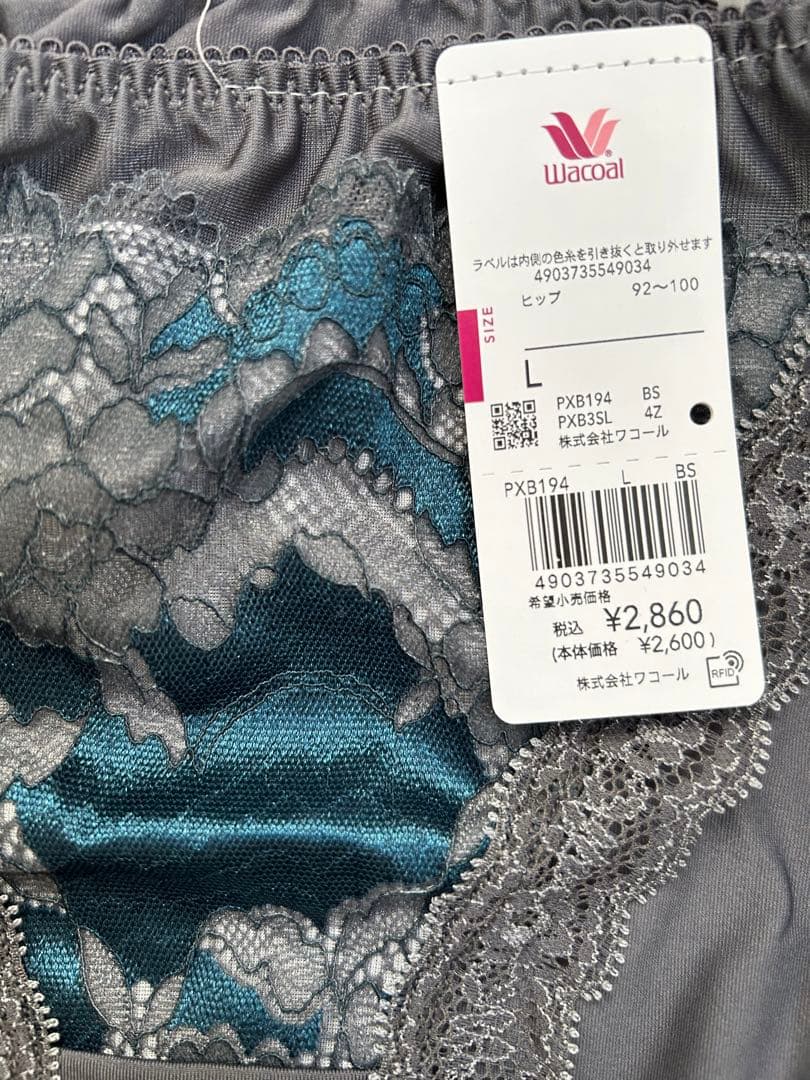 Wacoal®
ラベルは内側の色糸を引き抜くと取り外せます
4903735549034
ヒップ 92～100
SIZE
L
PXB194 BS
PXB3SL 4Z
株式会社ワコール
PXB194 L BS
4903735549034
希望小売価格
税込 ¥2,860
(本体価格 ¥2,600)
株式会社ワコール
RFID